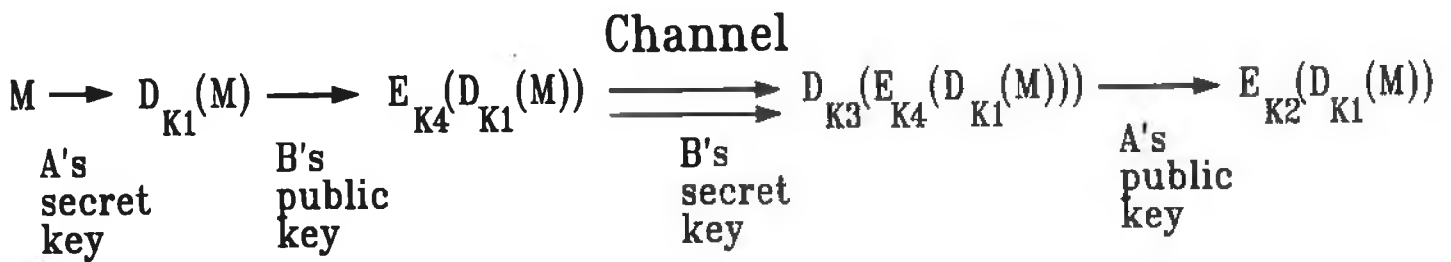 Channel
M → D_K1(M) → E_K4(D_K1(M)) → D_K3(E_K4(D_K1(M))) → E_K2(D_K1(M))
A's secret key
B's public key
B's secret key
A's public key